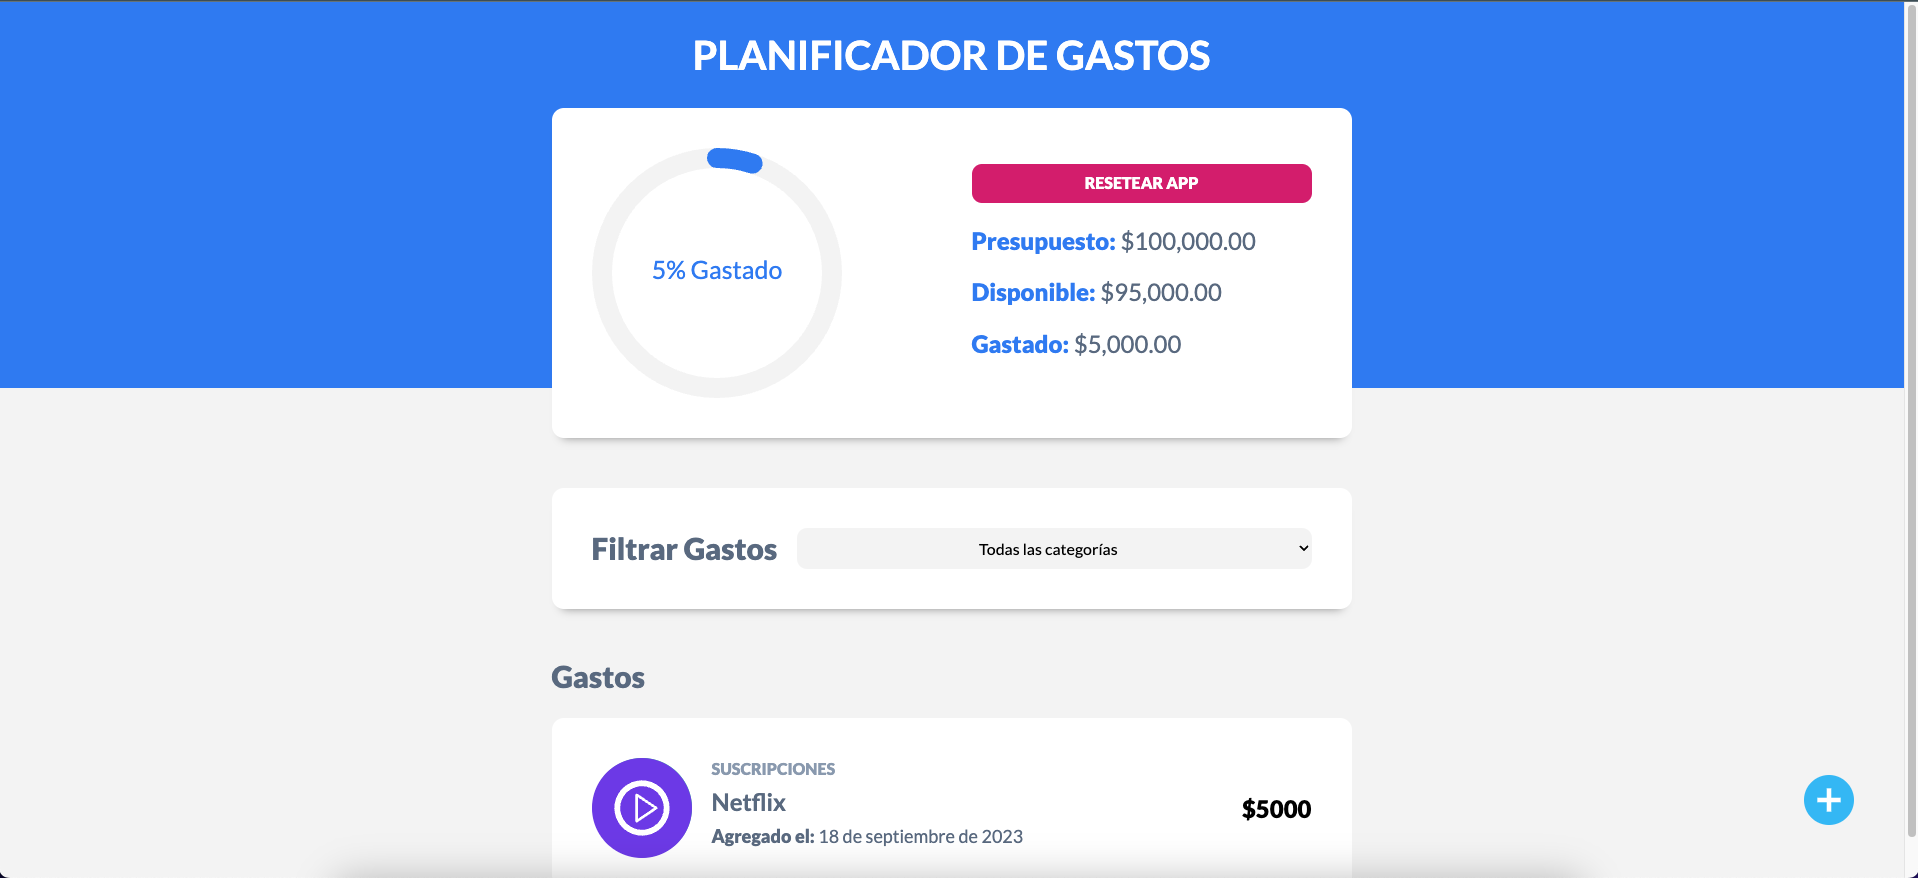 PLANIFICADOR DE GASTOS
5% Gastado
RESETEAR APP
Presupuesto: $100,000.00
Disponible: $95,000.00
Gastado: $5,000.00
Filtrar Gastos
Todas las categorías
Gastos
SUSCRIPCIONES
Netflix
Agregado el: 18 de septiembre de 2023
$5000